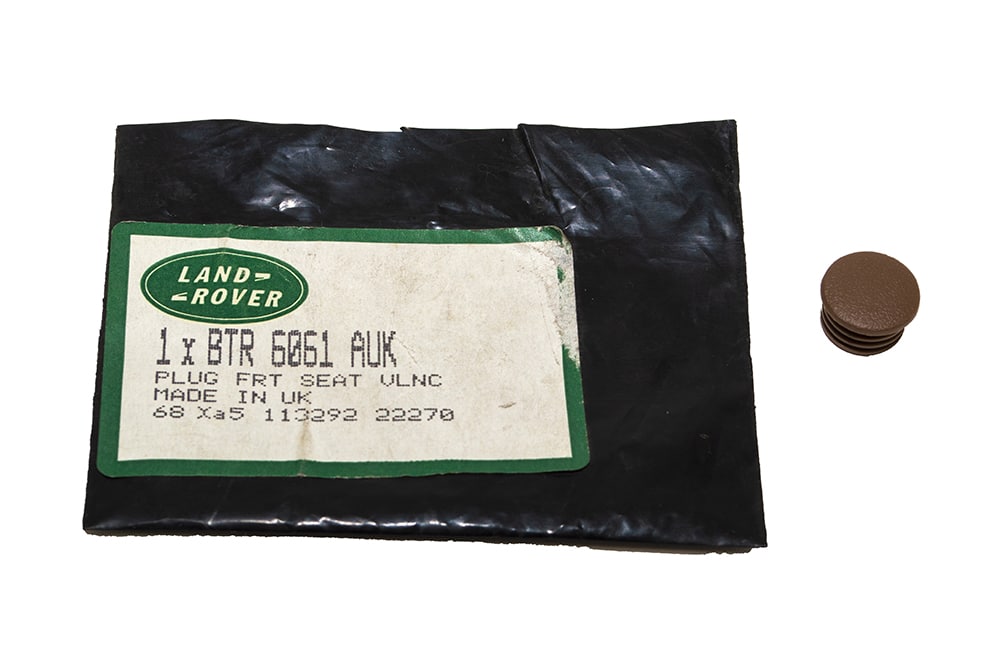 LAND
ROVER
1 x BTR 6061 AUK
PLUG FRT SEAT VLNC
MADE IN UK
68 Xa5 113292 22270